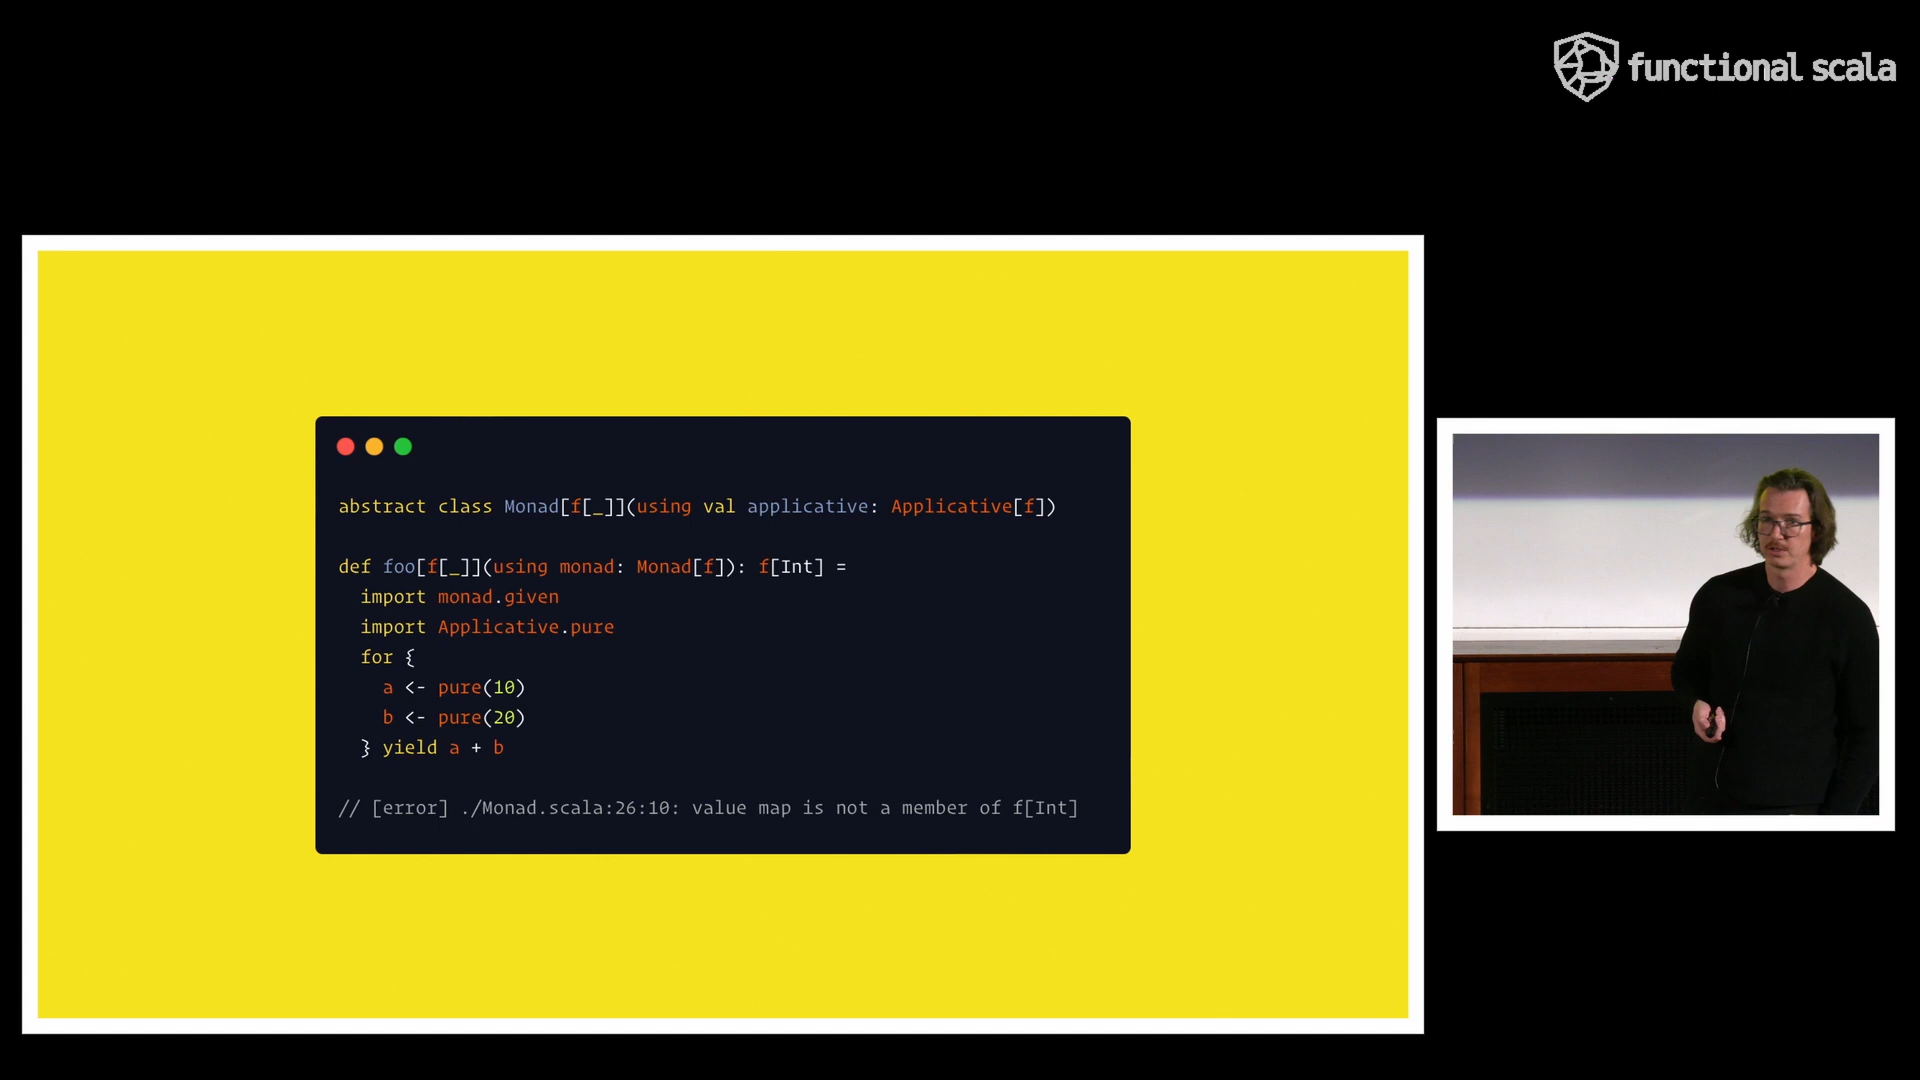 functional scala
abstract class Monad[f[_]](using val applicative: Applicative[f])
def foo[f[_]](using monad: Monad[f]): f[Int] =
  import monad.given
  import Applicative.pure
  for {
    a <- pure(10)
    b <- pure(20)
  } yield a + b
// [error] ./Monad.scala:26:10: value map is not a member of f[Int]